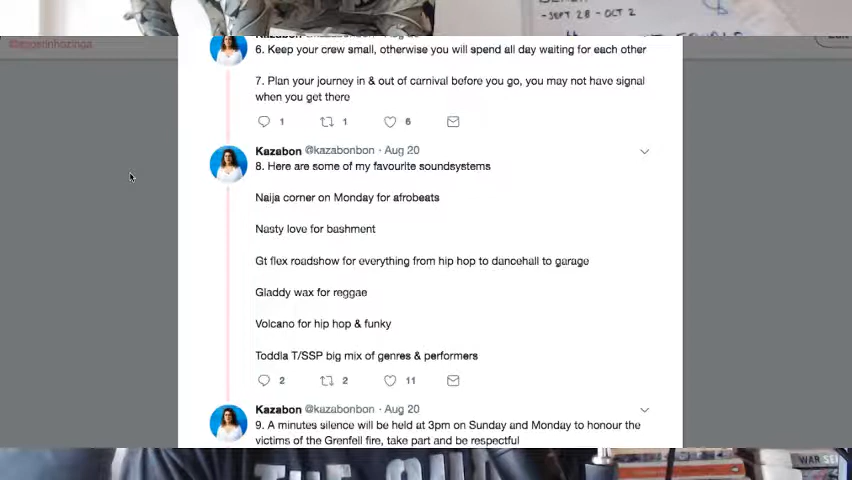 - SEPT 28 - OCT 2
6. Keep your crew small, otherwise you will spend all day waiting for each other
7. Plan your journey in & out of carnival before you go, you may not have signal
when you get there
1 1 6
Kazabon @kazabonbon · Aug 20
8. Here are some of my favourite soundsystems
Naija corner on Monday for afrobeats
Nasty love for bashment
Gt flex roadshow for everything from hip hop to dancehall to garage
Gladdy wax for reggae
Volcano for hip hop & funky
Toddla T/SSP big mix of genres & performers
2 2 11
Kazabon @kazabonbon · Aug 20
9. A minutes silence will be held at 3pm on Sunday and Monday to honour the
victims of the Grenfell fire, take part and be respectful
THE
WAR